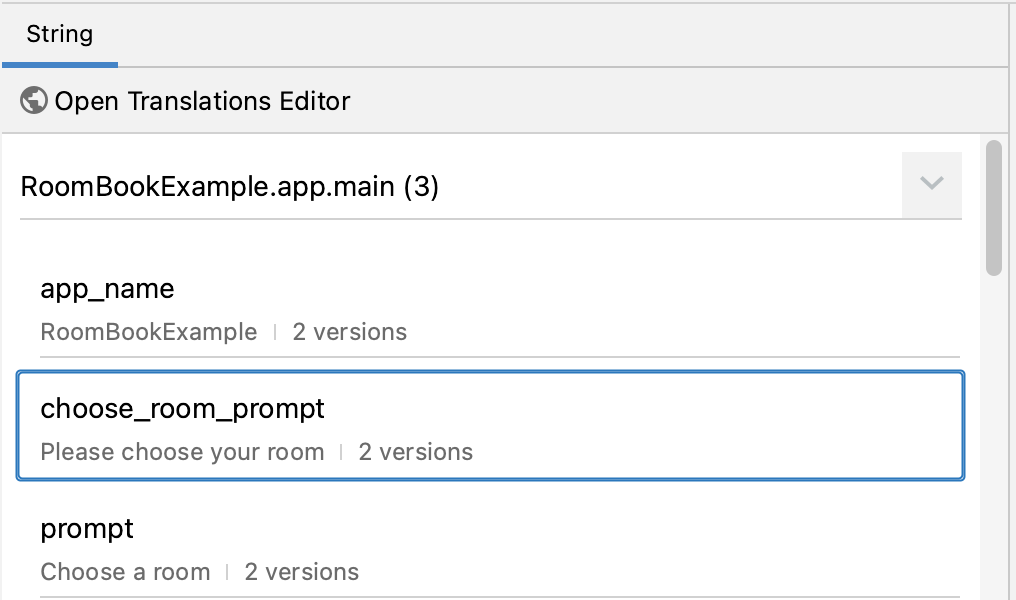 String
Open Translations Editor
RoomBookExample.app.main (3)
app_name
RoomBookExample | 2 versions
choose_room_prompt
Please choose your room | 2 versions
prompt
Choose a room | 2 versions